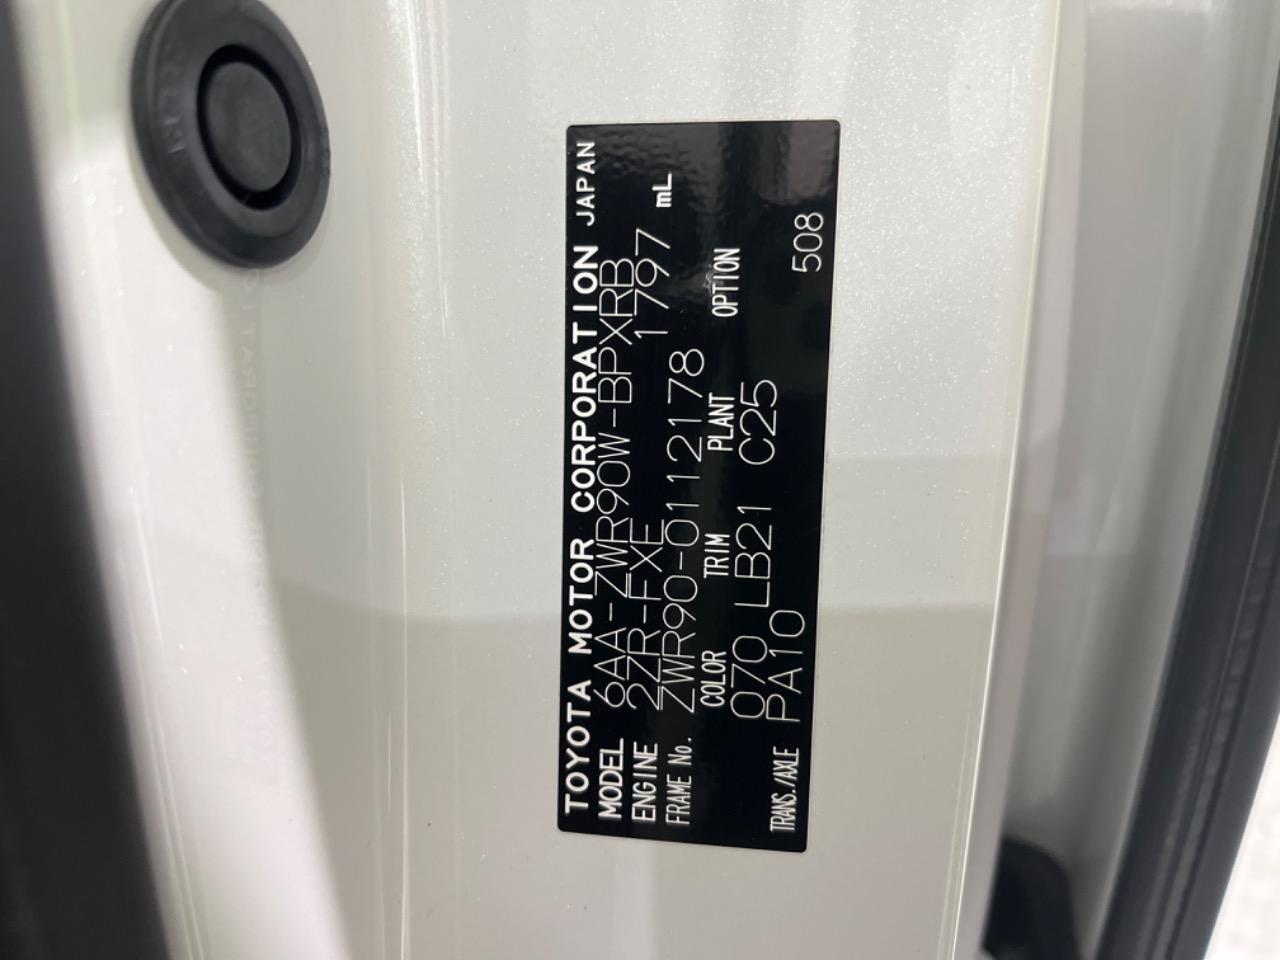 TOYOTA MOTOR CORPORATION JAPAN
MODEL 6AA-ZWR90W-BPXRB
ENGINE 2ZR-FXE 1797 mL
FRAME No. ZWR90-0112178
COLOR TRIM PLANT OPTION
070 LB21 C25
TRANS./AXLE PA10 508